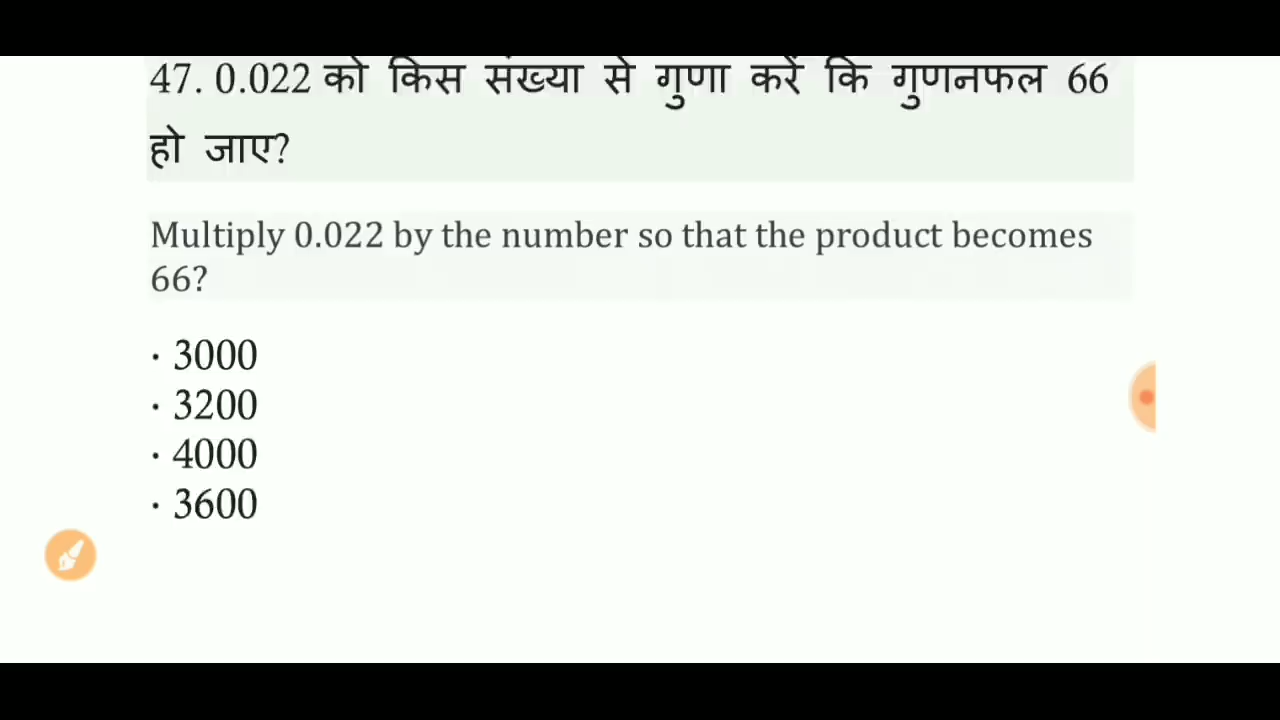 47. 0.022 को किस संख्या से गुणा करें कि गुणनफल 66
हो जाए?
Multiply 0.022 by the number so that the product becomes
66?
· 3000
· 3200
· 4000
· 3600